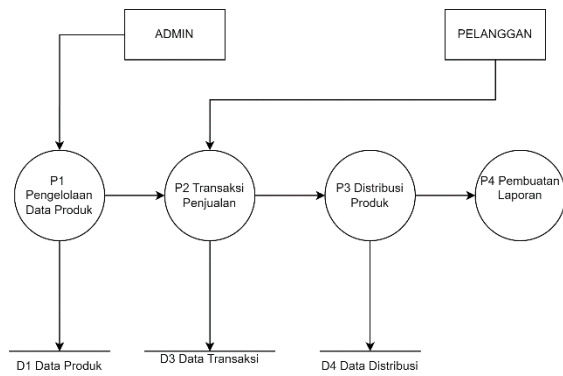 ADMIN
PELANGGAN
P1
Pengelolaan
Data Produk
P2 Transaksi
Penjualan
P3 Distribusi
Produk
P4 Pembuatan
Laporan
D1 Data Produk
D3 Data Transaksi
D4 Data Distribusi